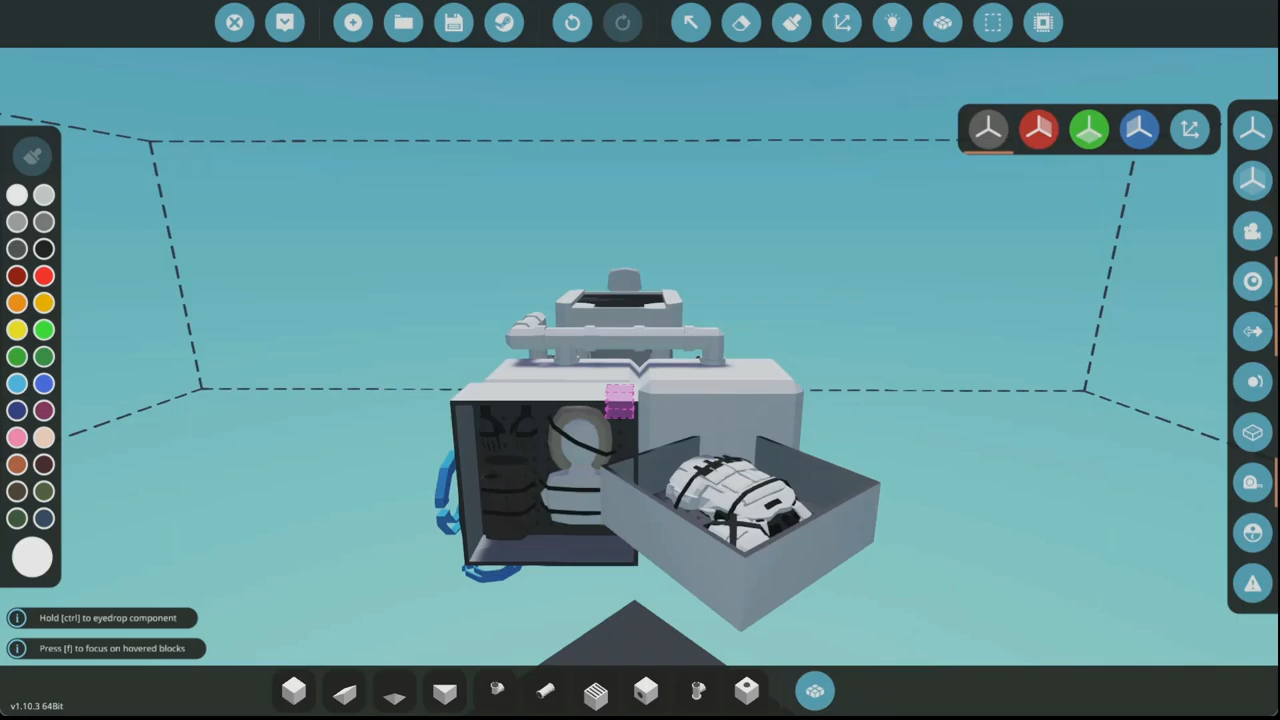 Hold [ctrl] to eyedrop component
Press [f] to focus on hovered blocks
v1.10.3 64Bit